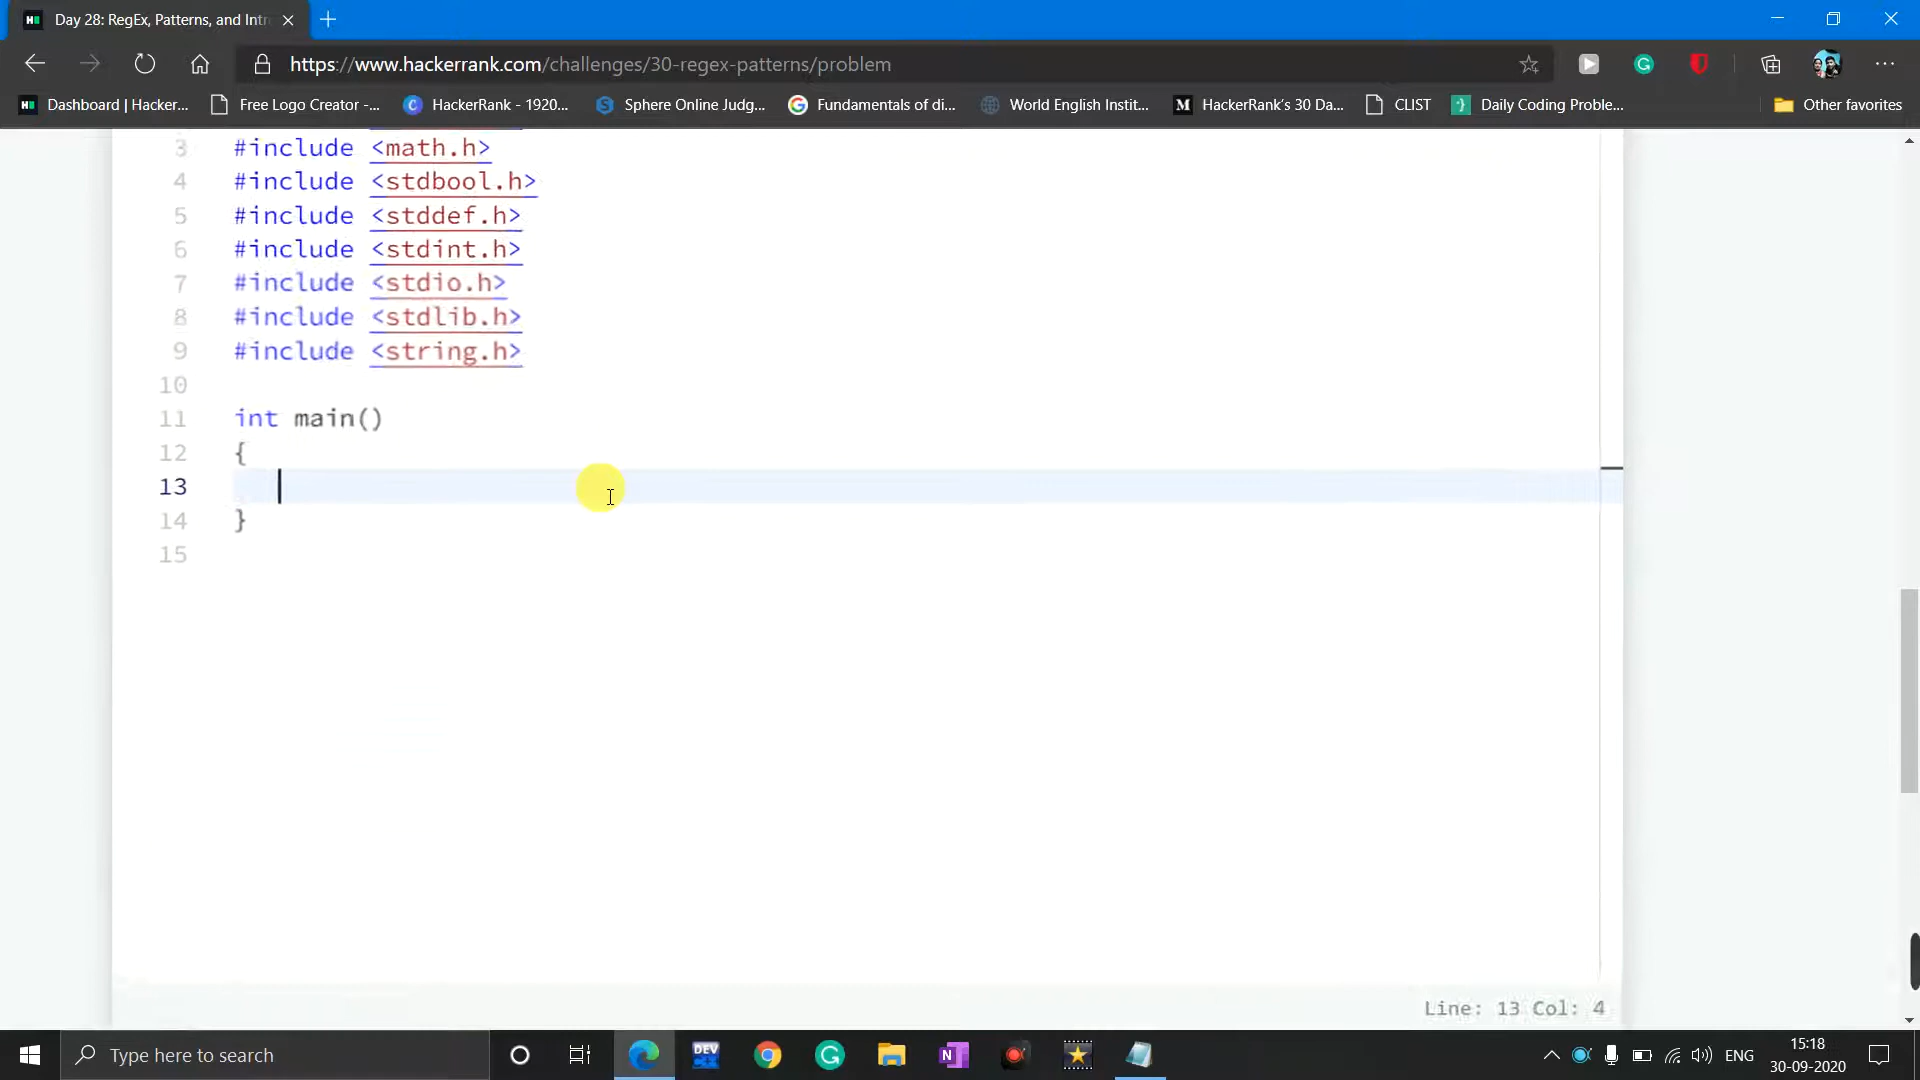 Day 28: RegEx, Patterns, and Intr
https://www.hackerrank.com/challenges/30-regex-patterns/problem
Dashboard | Hacker... Free Logo Creator -... HackerRank - 1920... Sphere Online Judg... Fundamentals of di... World English Instit... HackerRank's 30 Da... CLIST Daily Coding Proble... Other favorites
3 #include <math.h>
4 #include <stdbool.h>
5 #include <stddef.h>
6 #include <stdint.h>
7 #include <stdio.h>
8 #include <stdlib.h>
9 #include <string.h>
10
11 int main()
12 {
13
14 }
15
Line: 13 Col: 4
Type here to search
DEV
ENG
15:18
30-09-2020